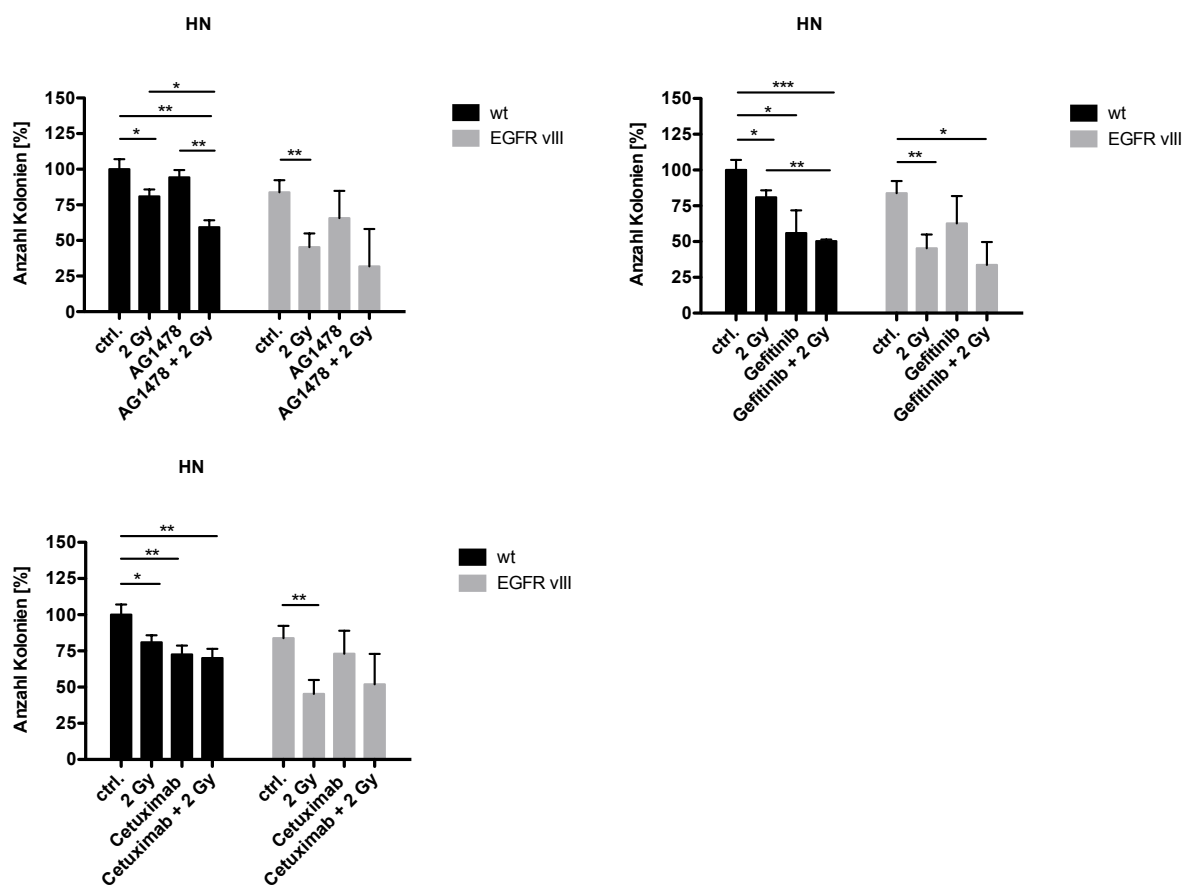 HN
*
**
*
**
**
Anzahl Kolonien [%]
150
125
100
75
50
25
0
ctrl.
2 Gy
AG1478
AG1478 + 2 Gy
ctrl.
2 Gy
AG1478
AG1478 + 2 Gy
wt
EGFR vIII
HN
***
*
*
**
*
**
Anzahl Kolonien [%]
150
125
100
75
50
25
0
ctrl.
2 Gy
Gefitinib
Gefitinib + 2 Gy
ctrl.
2 Gy
Gefitinib
Gefitinib + 2 Gy
wt
EGFR vIII
HN
**
**
*
**
Anzahl Kolonien [%]
150
125
100
75
50
25
0
ctrl.
2 Gy
Cetuximab
Cetuximab + 2 Gy
ctrl.
2 Gy
Cetuximab
Cetuximab + 2 Gy
wt
EGFR vIII